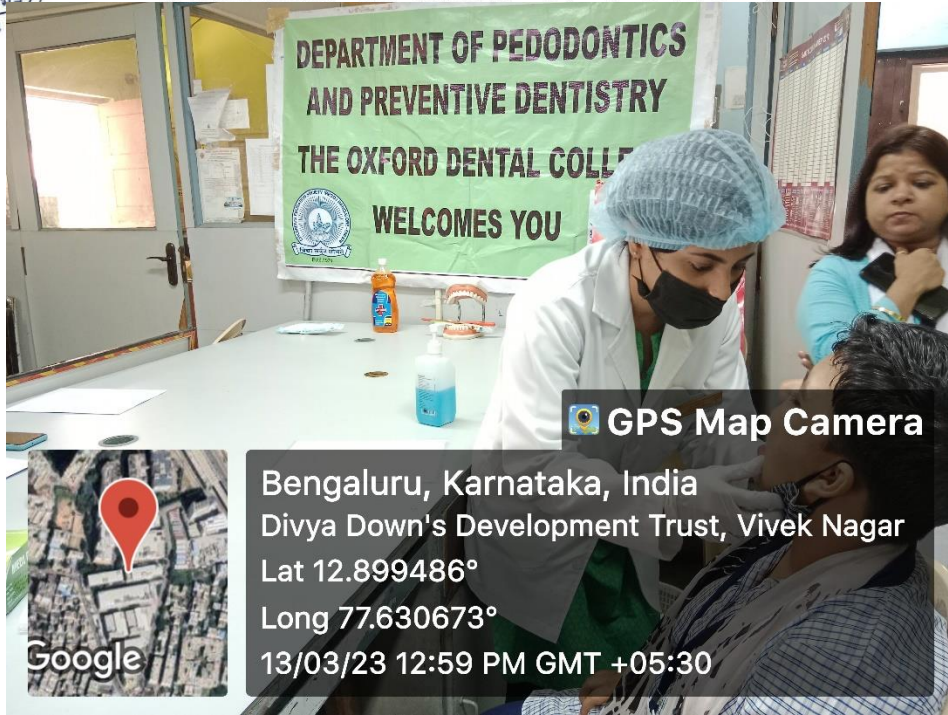 DEPARTMENT OF PEDODONTICS
AND PREVENTIVE DENTISTRY
THE OXFORD DENTAL COLL
WELCOMES YOU
GPS Map Camera
Bengaluru, Karnataka, India
Divya Down's Development Trust, Vivek Nagar
Lat 12.899486°
Long 77.630673°
13/03/23 12:59 PM GMT +05:30
Google